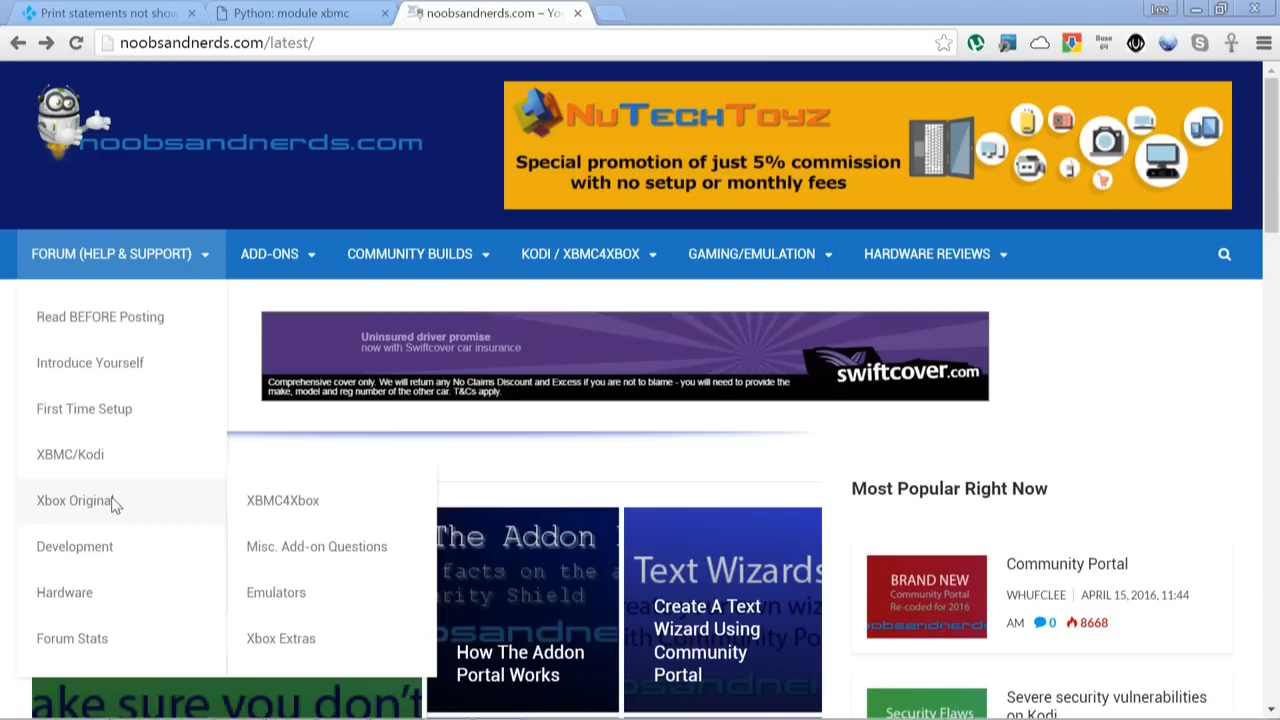 Print statements not show
Python: module xbmc
noobsandnerds.com – Yo
Lee
noobsandnerds.com/latest/
Base 64
noobsandnerds.com
NuTechToyz
Special promotion of just 5% commission
with no setup or monthly fees
FORUM (HELP & SUPPORT)
ADD-ONS
COMMUNITY BUILDS
KODI / XBMC4XBOX
GAMING/EMULATION
HARDWARE REVIEWS
Read BEFORE Posting
Introduce Yourself
First Time Setup
XBMC/Kodi
Xbox Original
Development
Hardware
Forum Stats
XBMC4Xbox
Misc. Add-on Questions
Emulators
Xbox Extras
Uninsured driver promise
now with Swiftcover car insurance
swiftcover.com
Comprehensive cover only. We will return any No Claims Discount and Excess if you are not to blame - you will need to provide the
make, model and reg number of the other car. T&Cs apply.
The Addon
facts on the a
rity Shield
noobsandne
How The Addon
Portal Works
Text Wizards
Create A Text
Wizard Using
Community
Portal
sure you don't
Most Popular Right Now
BRAND NEW
Community Portal
Re-coded for 2016
noobsandnerds.com
Community Portal
WHUFCLEE
APRIL 15, 2016, 11:44
AM 0 8668
Security Flaws
Severe security vulnerabilities
on Kodi